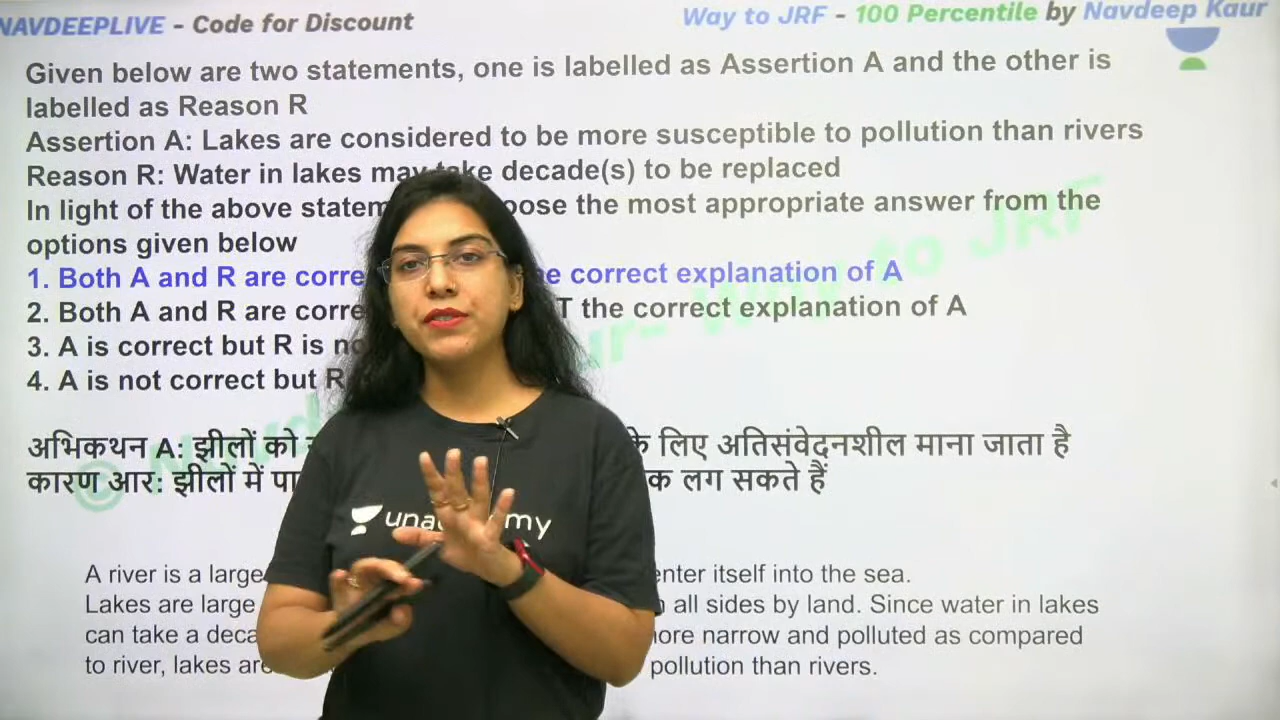 NAVDEEPLIVE - Code for Discount
Way to JRF - 100 Percentile by Navdeep Kaur
Given below are two statements, one is labelled as Assertion A and the other is
labelled as Reason R
Assertion A: Lakes are considered to be more susceptible to pollution than rivers
Reason R: Water in lakes may take decade(s) to be replaced
In light of the above choose the most appropriate answer from the
options given below
1. Both A and R are correct the correct explanation of A
2. Both A and R are the correct explanation of A
3. A is correct but R is
4. A is not correct but R
अभिकथन A: झीलों को के लिए अतिसंवेदनशील माना जाता है
कारण आर: झीलों में लग सकते हैं
unacademy
A river is a large enter itself into the sea.
Lakes are large all sides by land. Since water in lakes
can take a more narrow and polluted as compared
to river, lakes are pollution than rivers.